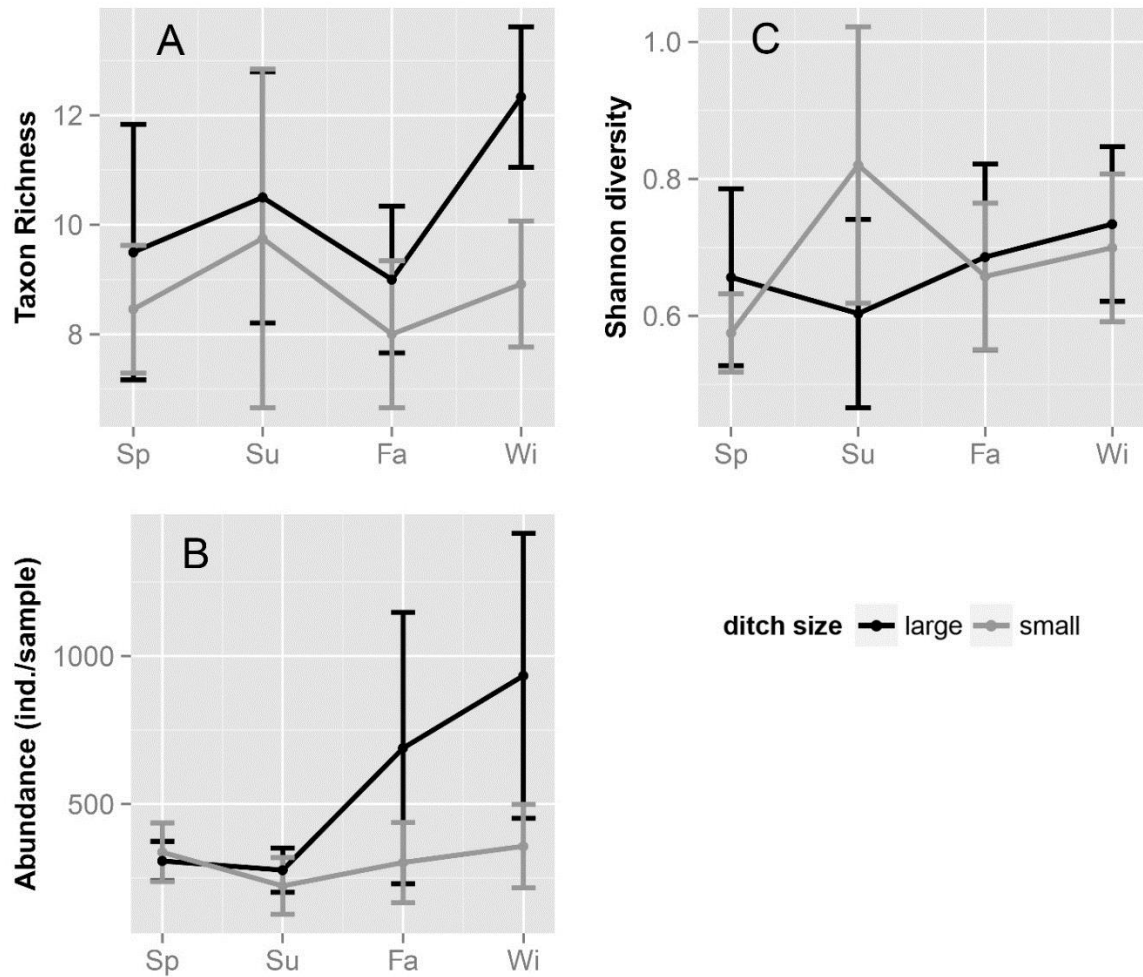 A
Taxon Richness
12
10
8
Sp Su Fa Wi
C
Shannon diversity
1.0
0.8
0.6
Sp Su Fa Wi
B
Abundance (ind./sample)
1000
500
Sp Su Fa Wi
ditch size large small